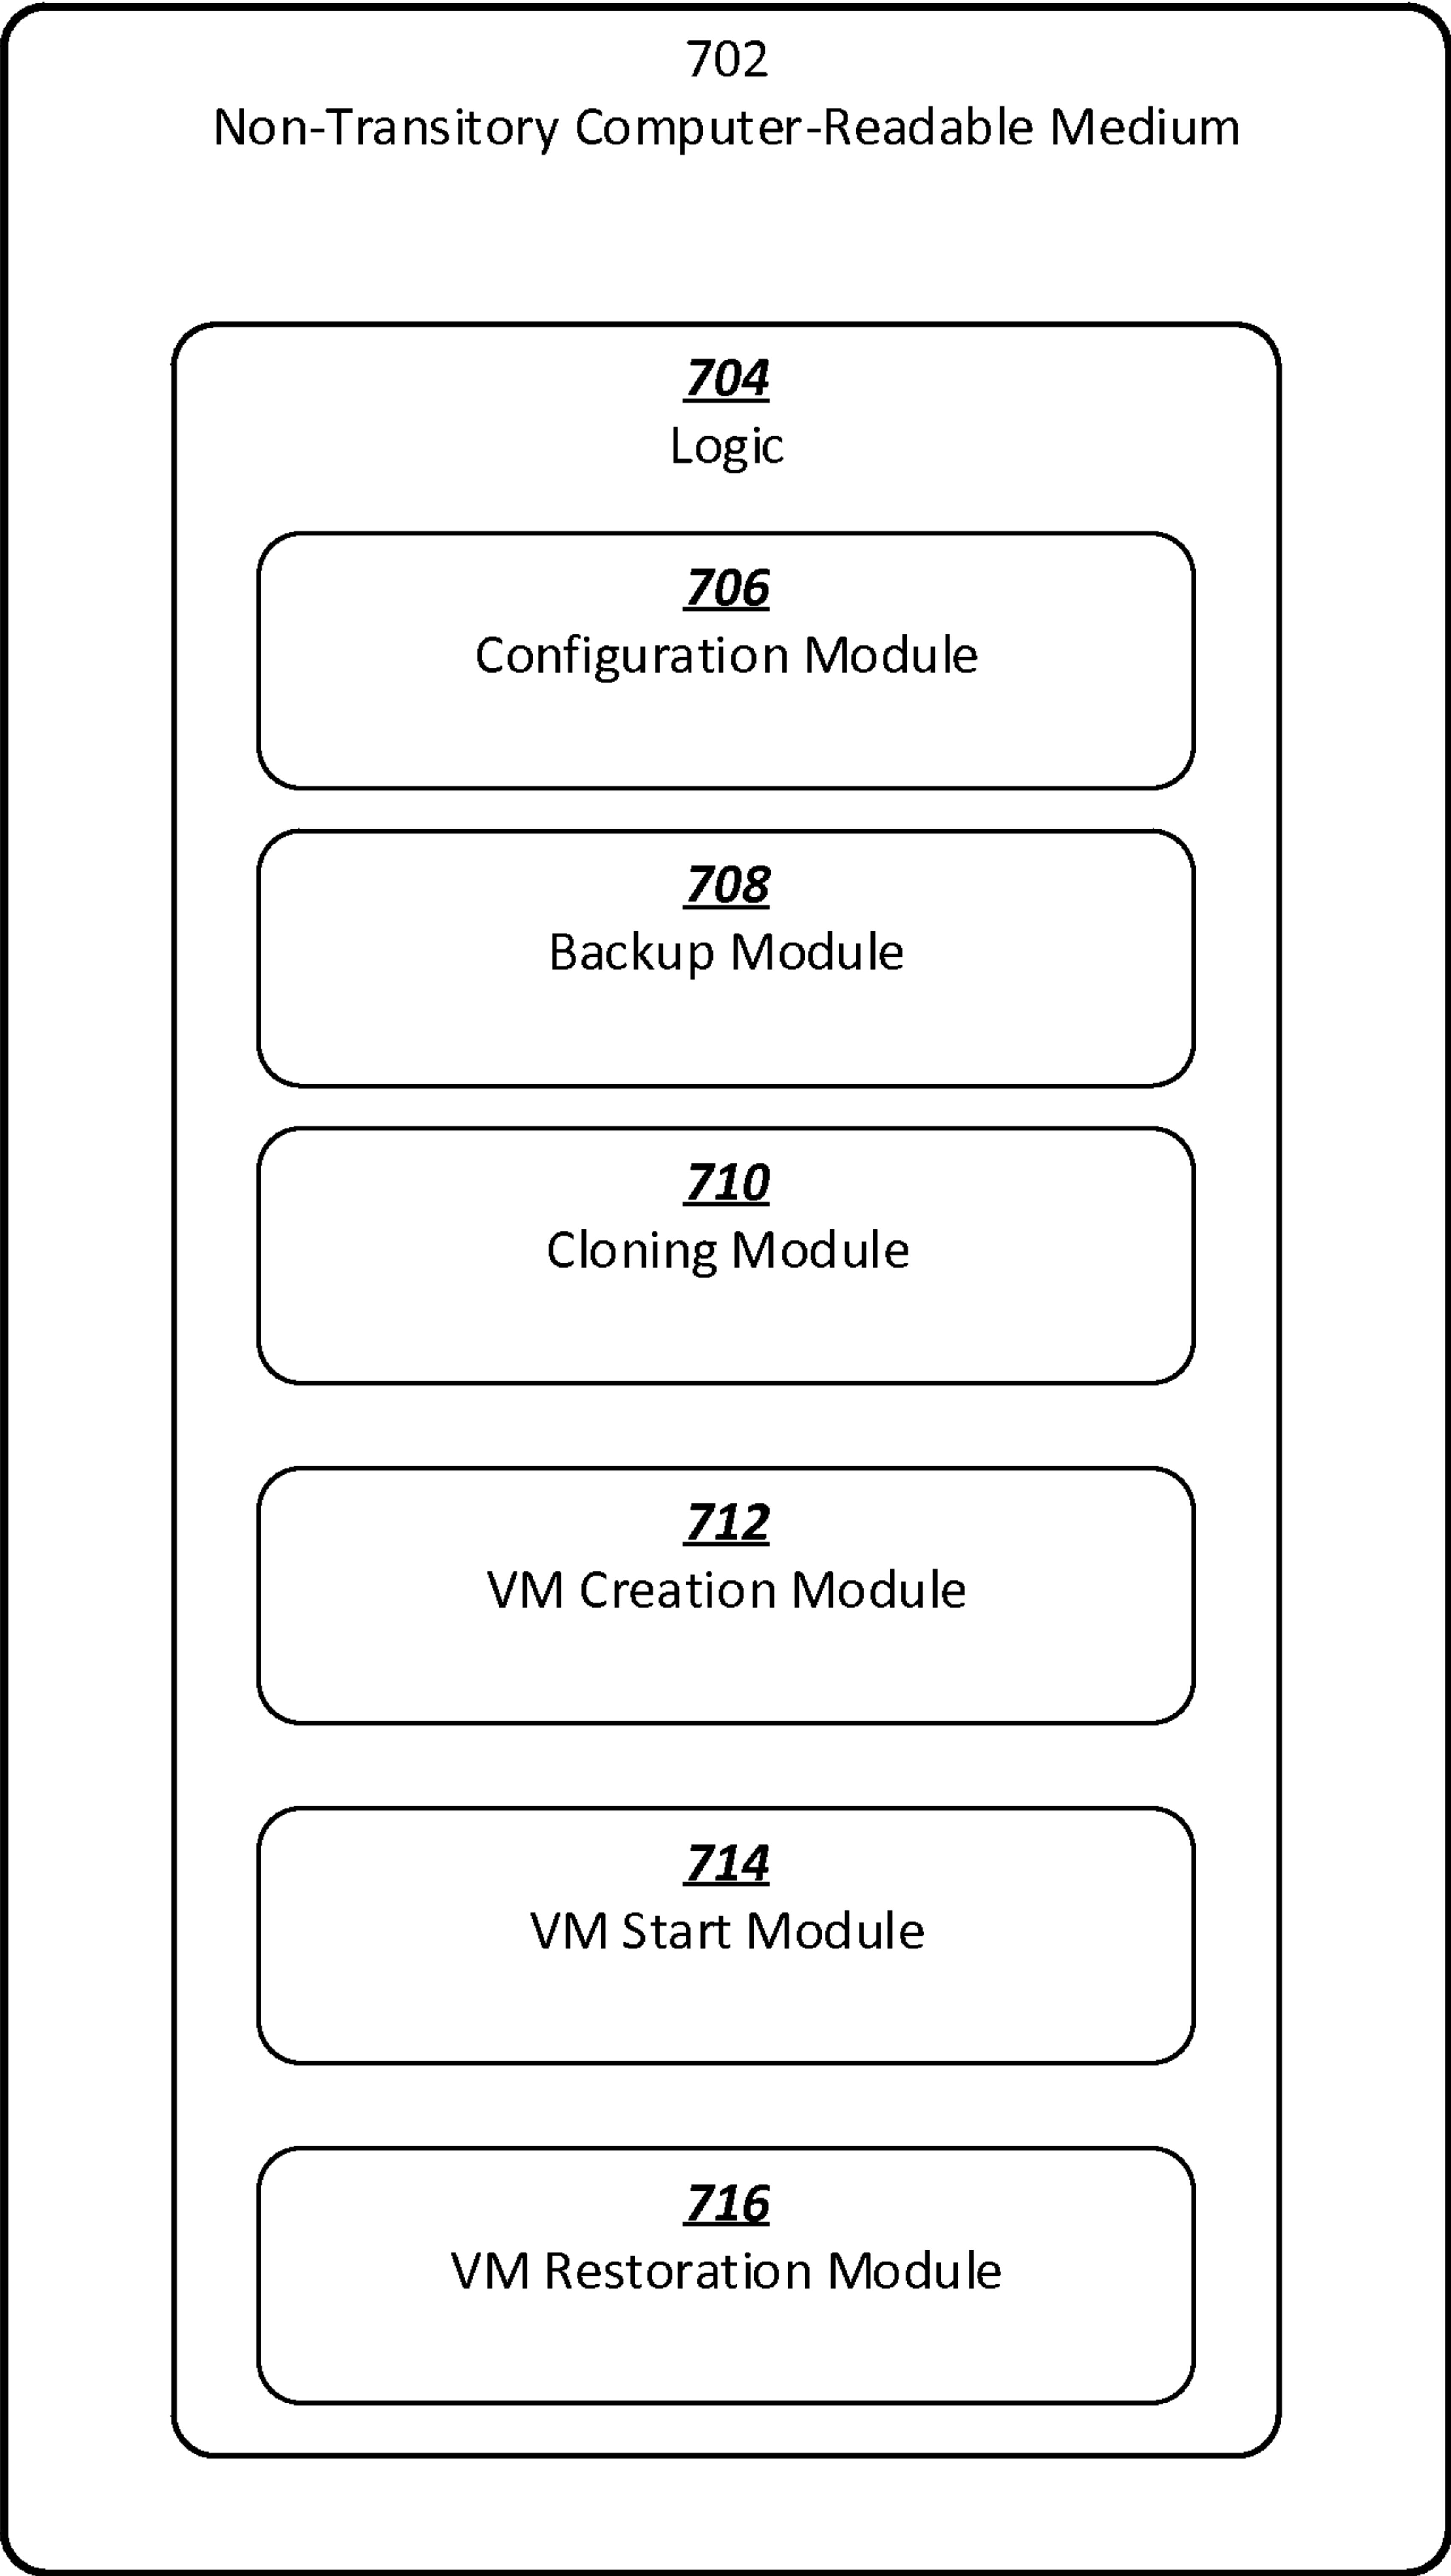 702
Non-Transitory Computer-Readable Medium
704
Logic
706
Configuration Module
708
Backup Module
710
Cloning Module
712
VM Creation Module
714
VM Start Module
716
VM Restoration Module